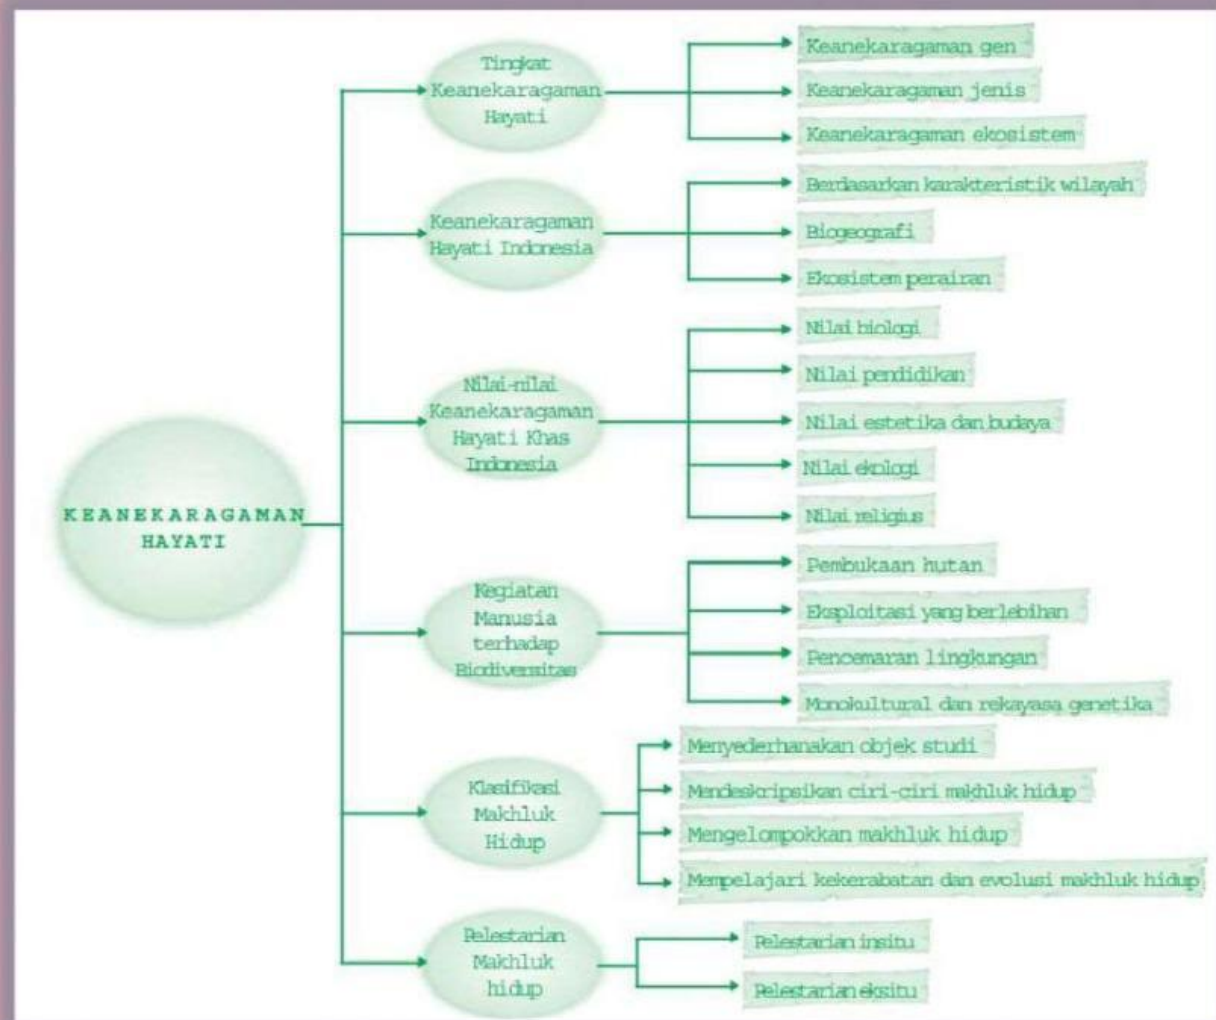 KEANEKARAGAMAN
HAYATI
Tingkat
Keanekaragaman
Hayati
Keanekaragaman gen
Keanekaragaman jenis
Keanekaragaman ekosistem
Keanekaragaman
Hayati Indonesia
Berdasarkan karakteristik wilayah
Biogeografi
Ekosistem perairan
Nilai-nilai
Keanekaragaman
Hayati Khas
Indonesia
Nilai biologi
Nilai pendidikan
Nilai estetika dan budaya
Nilai ekologi
Nilai religius
Kegiatan
Manusia
terhadap
Biodiversitas
Pembukaan hutan
Eksploitasi yang berlebihan
Pencemaran lingkungan
Monokultural dan rekayasa genetika
Klasifikasi
Makhluk
Hidup
Menyederhanakan objek studi
Mendeskripsikan ciri-ciri makhluk hidup
Mengelompokkan makhluk hidup
Mempelajari kekerabatan dan evolusi makhluk hidup
Pelestarian
Makhluk
hidup
Pelestarian insitu
Pelestarian eksitu